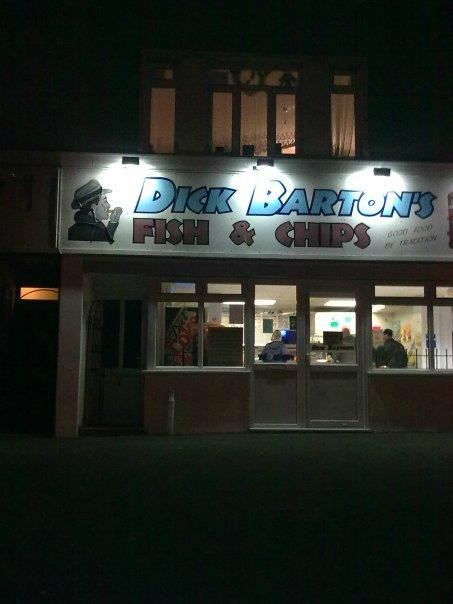 DICK BARTON'S
FISH & CHIPS
GOOD FOOD
BY TRADITION